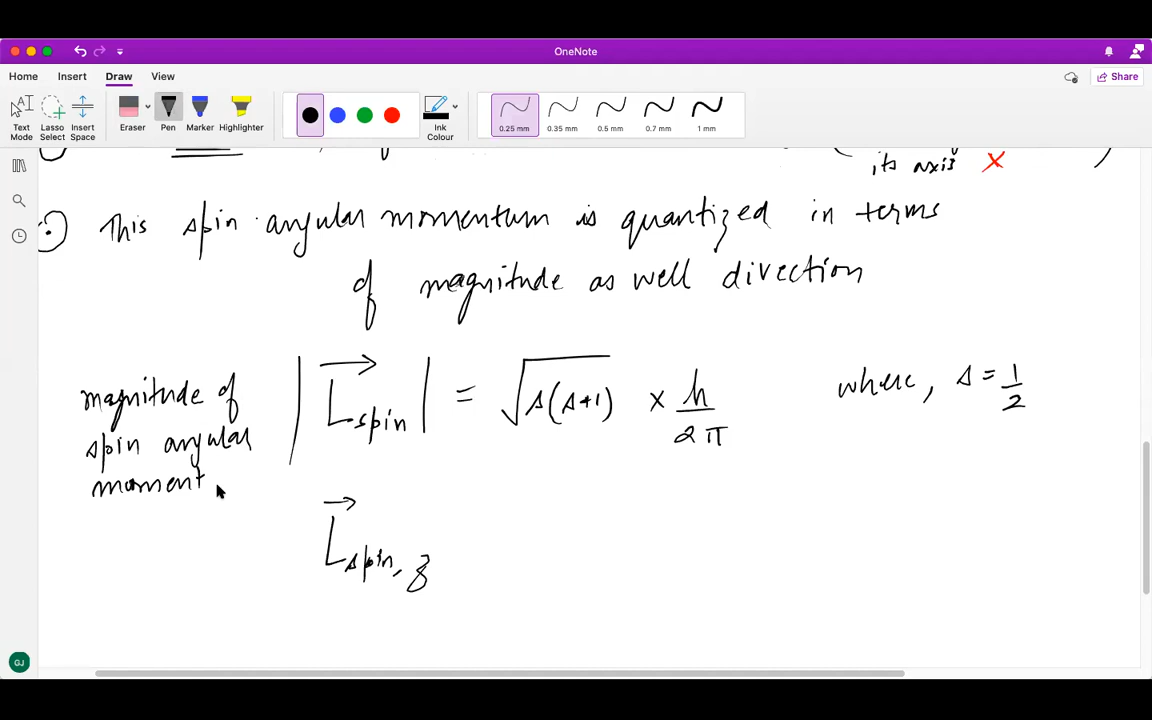 OneNote
Home Insert Draw View
Share
Text Mode
Lasso Select
Insert Space
Eraser
Pen
Marker
Highlighter
Ink Colour
0.25 mm
0.35 mm
0.5 mm
0.7 mm
1 mm
its axis X
This spin angular momentum is quantized in terms
of magnitude as well direction
magnitude of
spin angular
moment
|L⃗spin| = √s(s+1) × h/2π where, s = 1/2
L⃗spin, z
GJ